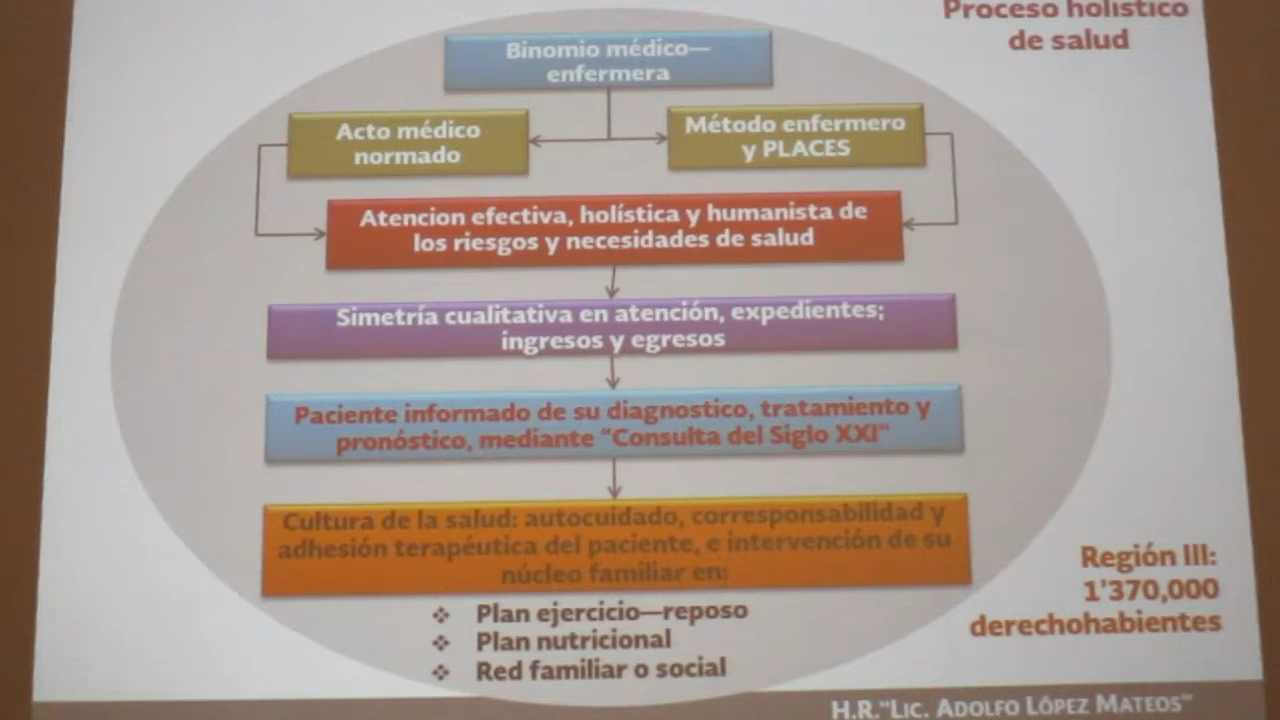 Proceso holístico
de salud
Binomio médico—
enfermera
Acto médico
normado
Método enfermero
y PLACES
Atencion efectiva, holística y humanista de
los riesgos y necesidades de salud
Simetría cualitativa en atención, expedientes;
ingresos y egresos
Paciente informado de su diagnostico, tratamiento y
pronóstico, mediante "Consulta del Siglo XXI"
Cultura de la salud: autocuidado, corresponsabilidad y
adhesión terapéutica del paciente, e intervención de su
núcleo familiar en:
❖ Plan ejercicio—reposo
❖ Plan nutricional
❖ Red familiar o social
Región III:
1'370,000
derechohabientes
H.R."LIC. ADOLFO LÓPEZ MATEOS"